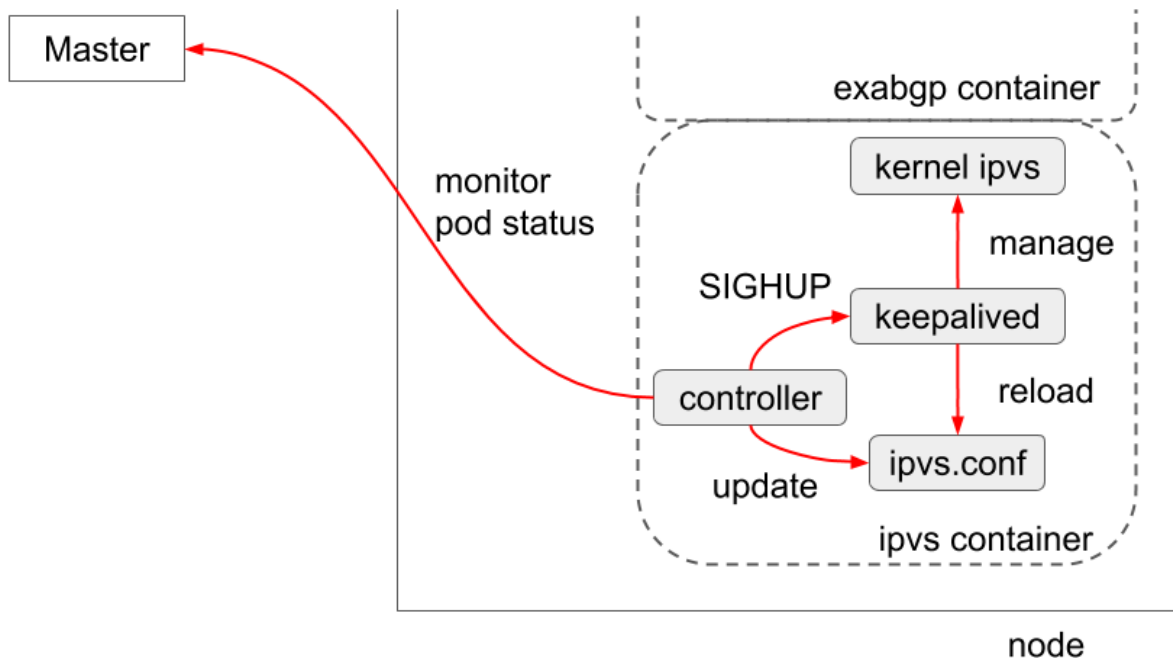 Master
exabgp container
kernel ipvs
monitor
pod status
manage
SIGHUP
keepalived
controller
reload
ipvs.conf
update
ipvs container
node